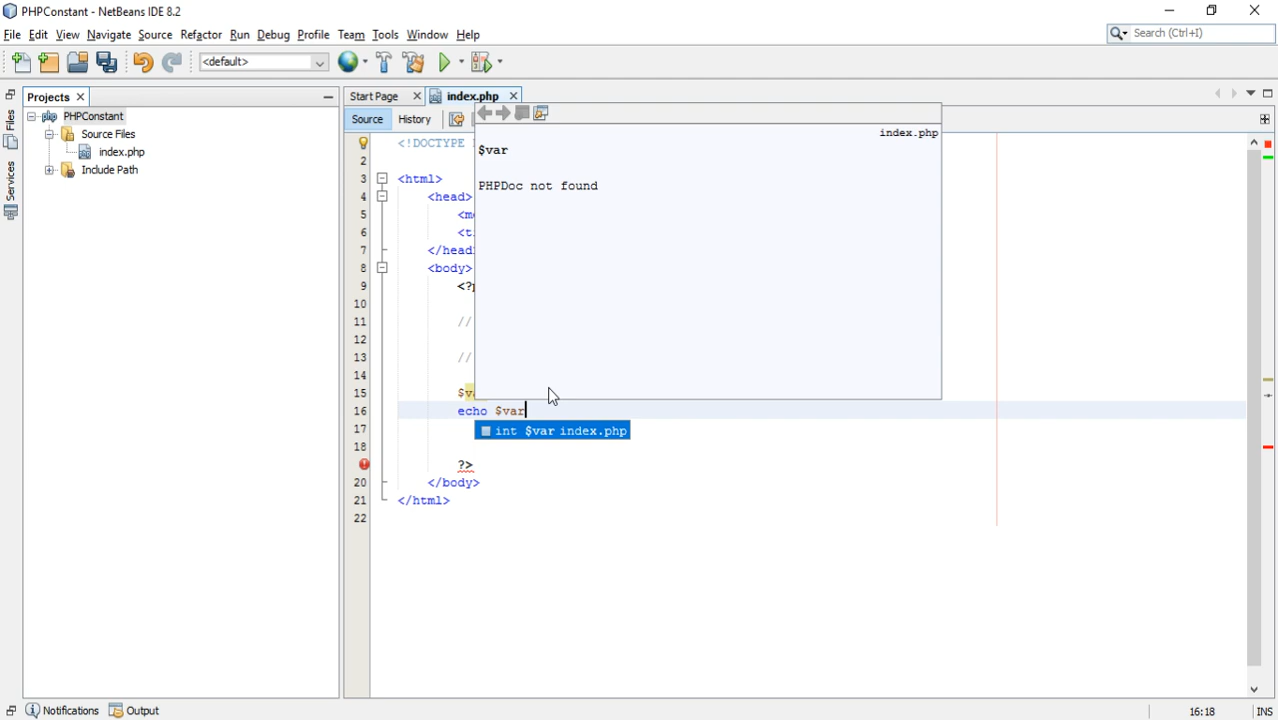 PHPConstant - NetBeans IDE 8.2
File Edit View Navigate Source Refactor Run Debug Profile Team Tools Window Help
Search (Ctrl+I)
<default>
Projects
Start Page
index.php
PHPConstant
Source Files
index.php
Include Path
Files
Services
Source History
index.php
$var
PHPDoc not found
<!DOCTYPE
2
3 <html>
4 <head>
5 <m
6 <t
7 </head
8 <body>
9 <?
10
11 //
12
13 //
14
15 $v
16 echo $var
int $var index.php
17
18
?>
20 </body>
21 </html>
22
Notifications
Output
16:18
INS